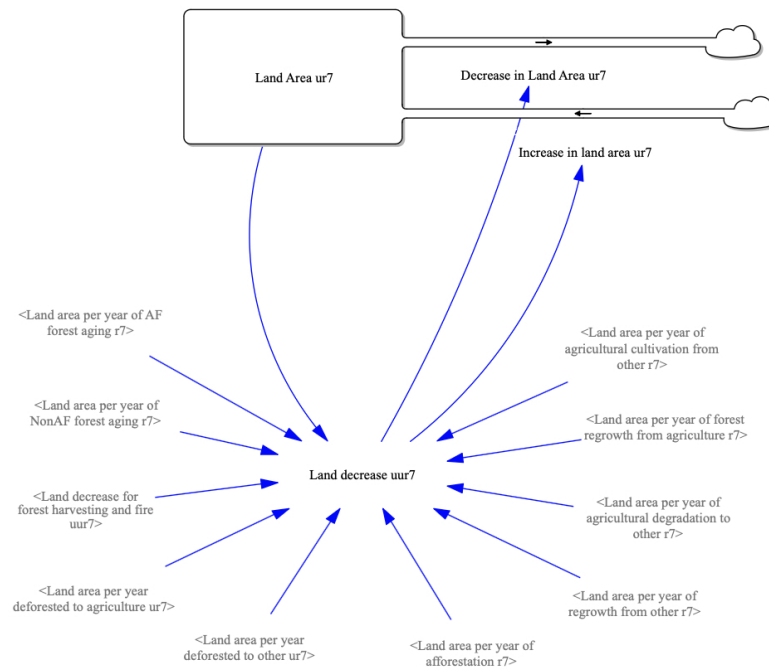 Land Area ur7
Decrease in Land Area ur7
Increase in land area ur7
<Land area per year of AF
forest aging r7>
<Land area per year of
agricultural cultivation from
other r7>
<Land area per year of
NonAF forest aging r7>
<Land area per year of forest
regrowth from agriculture r7>
Land decrease uur7
<Land decrease for
forest harvesting and fire
uur7>
<Land area per year of
agricultural degradation to
other r7>
<Land area per year
deforested to agriculture ur7>
<Land area per year of
regrowth from other r7>
<Land area per year
deforested to other ur7>
<Land area per year of
afforestation r7>